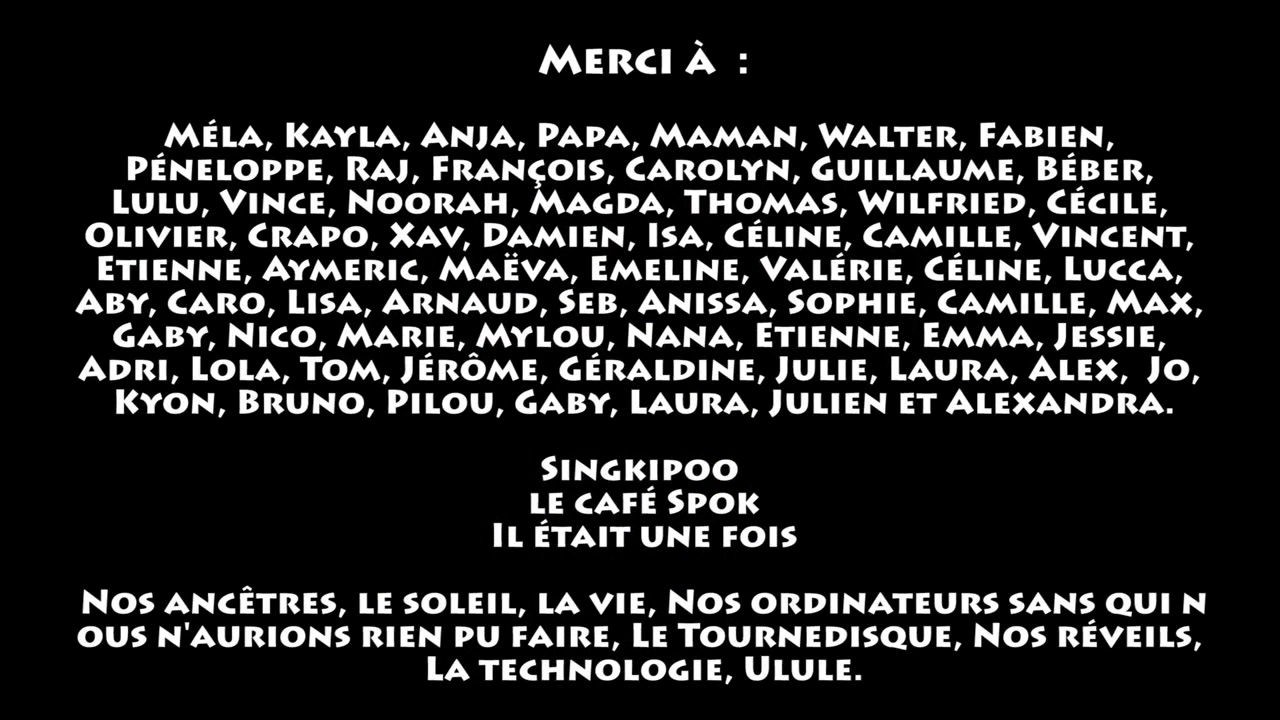 Merci à :
Méla, Kayla, Anja, Papa, Maman, Walter, Fabien,
Péneloppe, Raj, François, Carolyn, Guillaume, Béber,
Lulu, Vince, Noorah, Magda, Thomas, Wilfried, Cécile,
Olivier, Crapo, Xav, Damien, Isa, Céline, Camille, Vincent,
Etienne, Aymeric, Maëva, Emeline, Valérie, Céline, Lucca,
Aby, Caro, Lisa, Arnaud, Seb, Anissa, Sophie, Camille, Max,
Gaby, Nico, Marie, Mylou, Nana, Etienne, Emma, Jessie,
Adri, Lola, Tom, Jérôme, Géraldine, Julie, Laura, Alex, Jo,
Kyon, Bruno, Pilou, Gaby, Laura, Julien et Alexandra.
Singkipoo
le café Spok
Il était une fois
Nos ancêtres, le soleil, la vie, Nos ordinateurs sans qui n
ous n'aurions rien pu faire, Le Tournedisque, Nos réveils,
La technologie, Ulule.